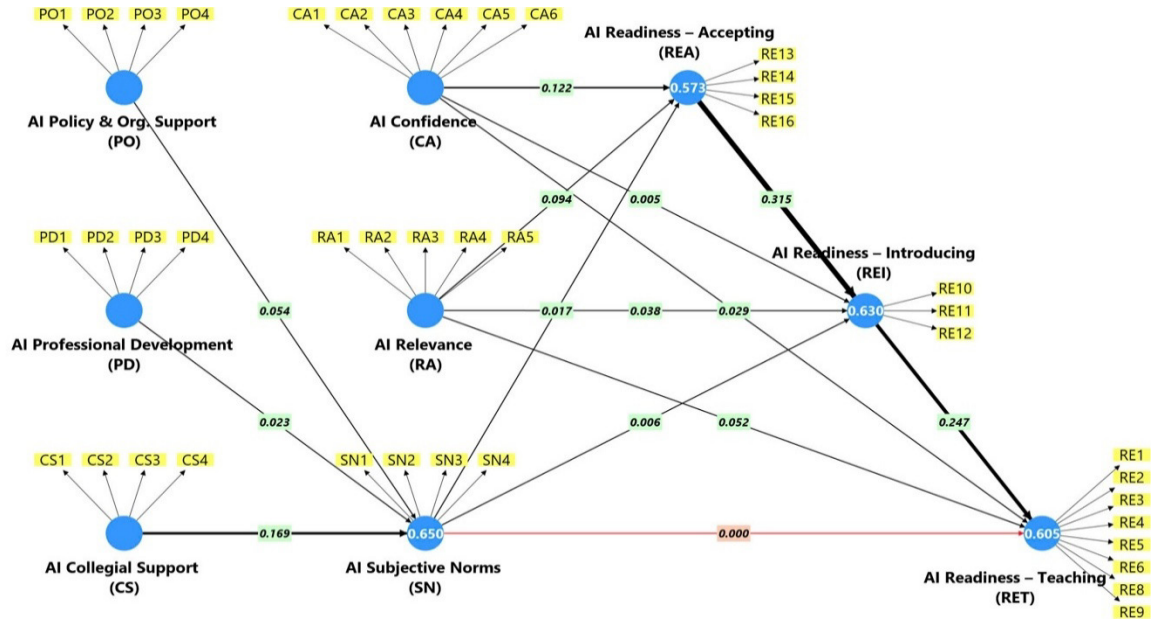 PO1 PO2 PO3 PO4
CA1 CA2 CA3 CA4 CA5 CA6
AI Readiness – Accepting
(REA)
RE13
RE14
RE15
RE16
0.573
0.122
AI Policy & Org. Support
(PO)
AI Confidence
(CA)
0.094
0.005
0.315
PD1 PD2 PD3 PD4
RA1 RA2 RA3 RA4 RA5
AI Readiness – Introducing
(REI)
RE10
RE11
RE12
0.054
0.017
0.038
0.029
0.630
AI Professional Development
(PD)
AI Relevance
(RA)
0.023
0.006
0.052
0.247
CS1 CS2 CS3 CS4
SN1 SN2 SN3 SN4
RE1
RE2
RE3
RE4
RE5
RE6
RE8
RE9
0.169
0.650
0.000
0.605
AI Collegial Support
(CS)
AI Subjective Norms
(SN)
AI Readiness – Teaching
(RET)